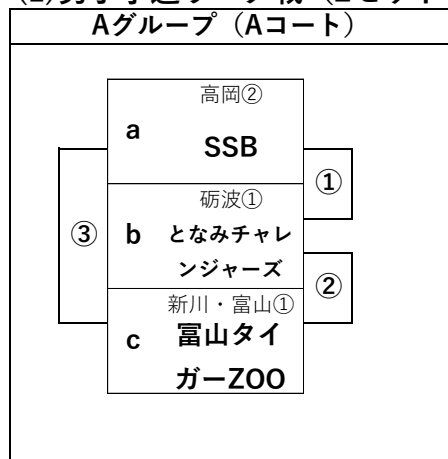 Aグループ（Aコート）
高岡②
a
SSB
①
砺波①
③
b
となみチャレ
ンジャーズ
②
新川・富山①
c
富山タイ
ガーZOO